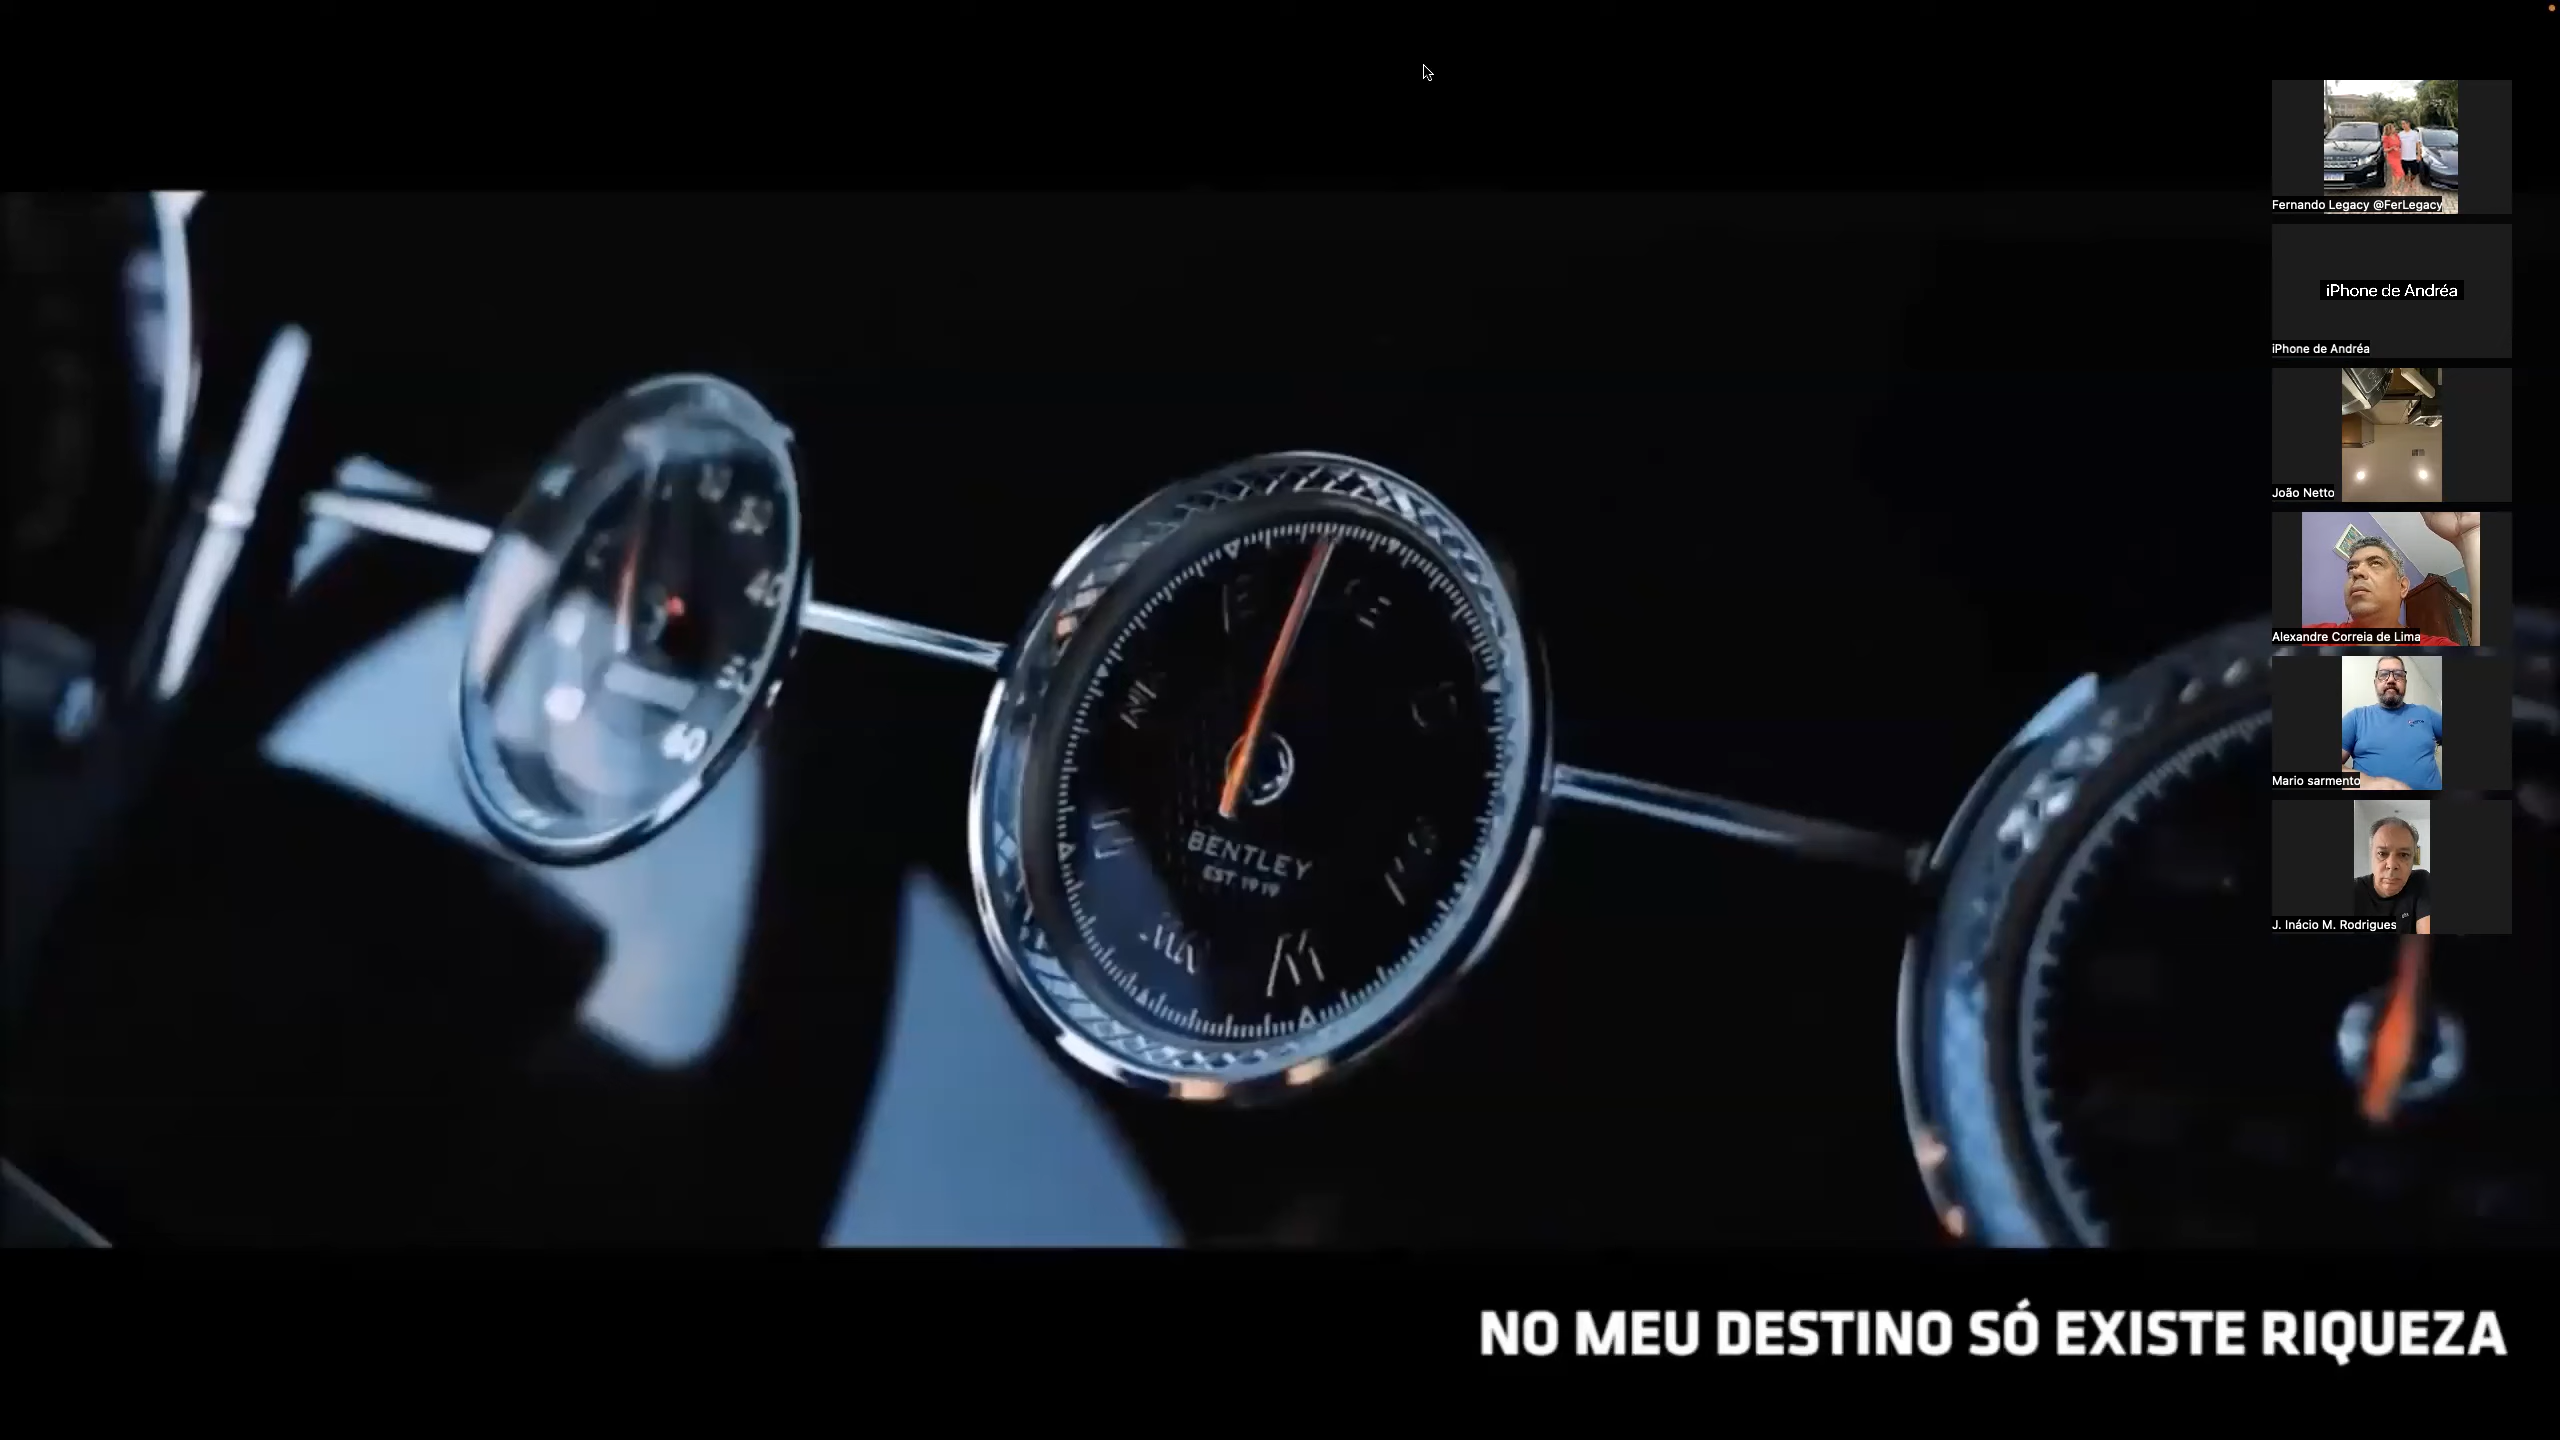 Fernando Legacy @FerLegacy
iPhone de Andréa
iPhone de Andréa
João Netto
Alexandre Correia de Lima
Mario sarmento
J. Inácio M. Rodrigues
40
BENTLEY
EST 1919
E
W
NO MEU DESTINO SÓ EXISTE RIQUEZA